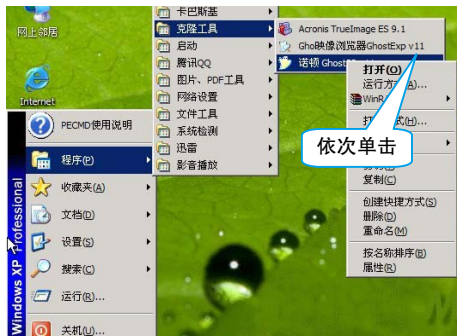 网上邻居
Internet
Windows XP Professional
PECMD使用说明
程序(P)
收藏夹(A)
文档(D)
设置(S)
搜索(C)
运行(R)...
关机(U)...
卡巴斯基
克隆工具
启动
腾讯QQ
图片、PDF工具
网络设置
文件工具
系统检测
迅雷
影音播放
Acronis TrueImage ES 9.1
Gho映像浏览器GhostExp v11
诺顿 Ghost
打开(O)
WinR
依次单击
复制(C)
创建快捷方式(S)
删除(D)
重命名(M)
按名称排序(B)
属性(R)